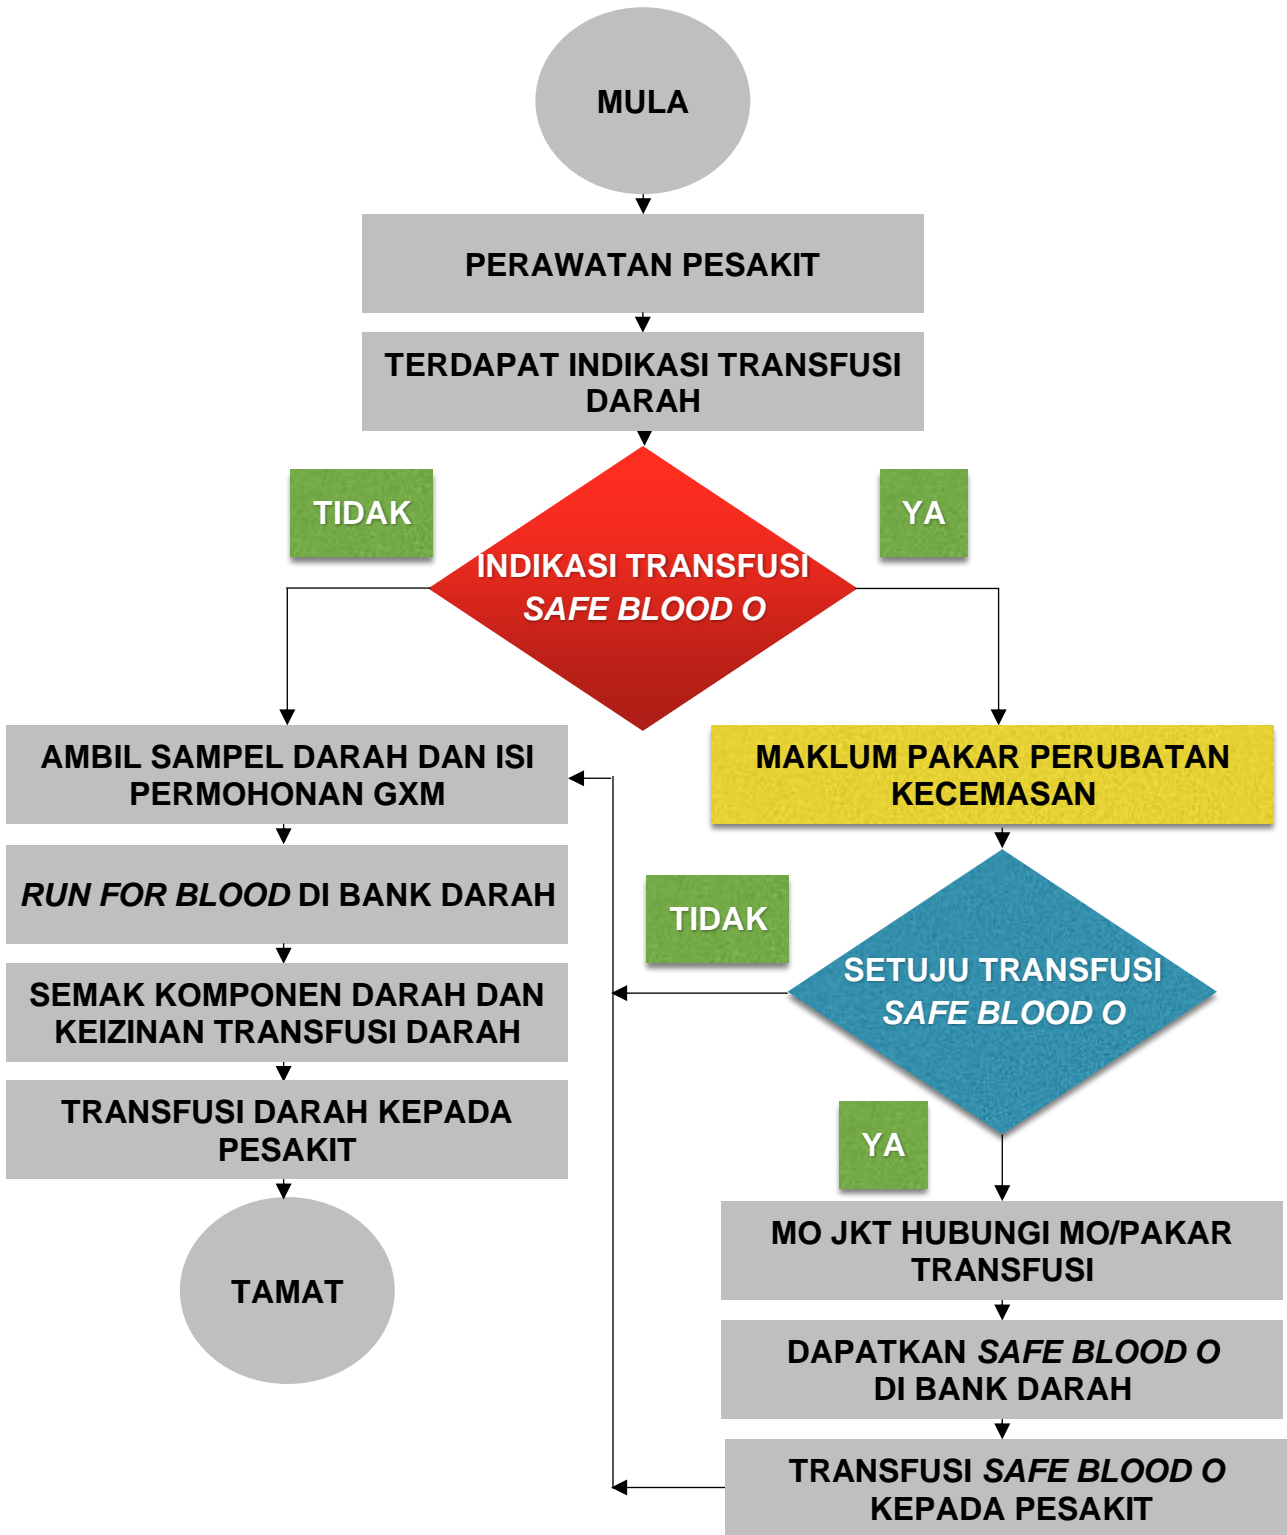 MULA
PERAWATAN PESAKIT
TERDAPAT INDIKASI TRANSFUSI
DARAH
TIDAK
YA
INDIKASI TRANSFUSI
SAFE BLOOD O
AMBIL SAMPEL DARAH DAN ISI
PERMOHONAN GXM
MAKLUM PAKAR PERUBATAN
KECEMASAN
RUN FOR BLOOD DI BANK DARAH
TIDAK
SETUJU TRANSFUSI
SAFE BLOOD O
SEMAK KOMPONEN DARAH DAN
KEIZINAN TRANSFUSI DARAH
TRANSFUSI DARAH KEPADA
PESAKIT
YA
TAMAT
MO JKT HUBUNGI MO/PAKAR
TRANSFUSI
DAPATKAN SAFE BLOOD O
DI BANK DARAH
TRANSFUSI SAFE BLOOD O
KEPADA PESAKIT